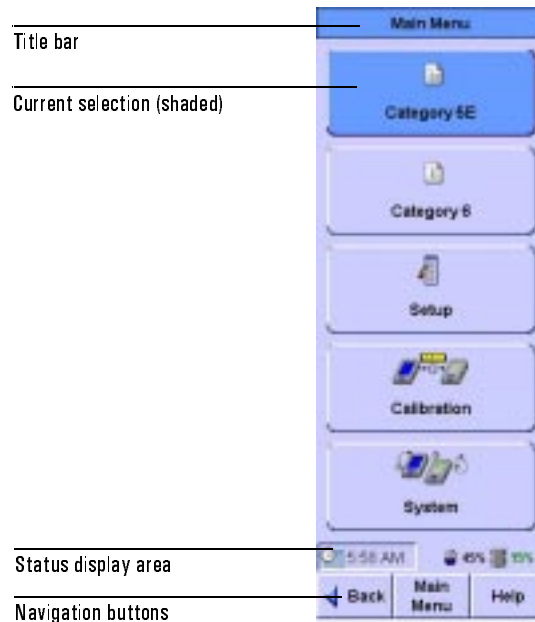 Main Menu
Title bar
Current selection (shaded)
Category 5E
Category 6
Setup
Calibration
System
Status display area
5:58 AM 45% 95%
Navigation buttons
Back
Main
Menu
Help